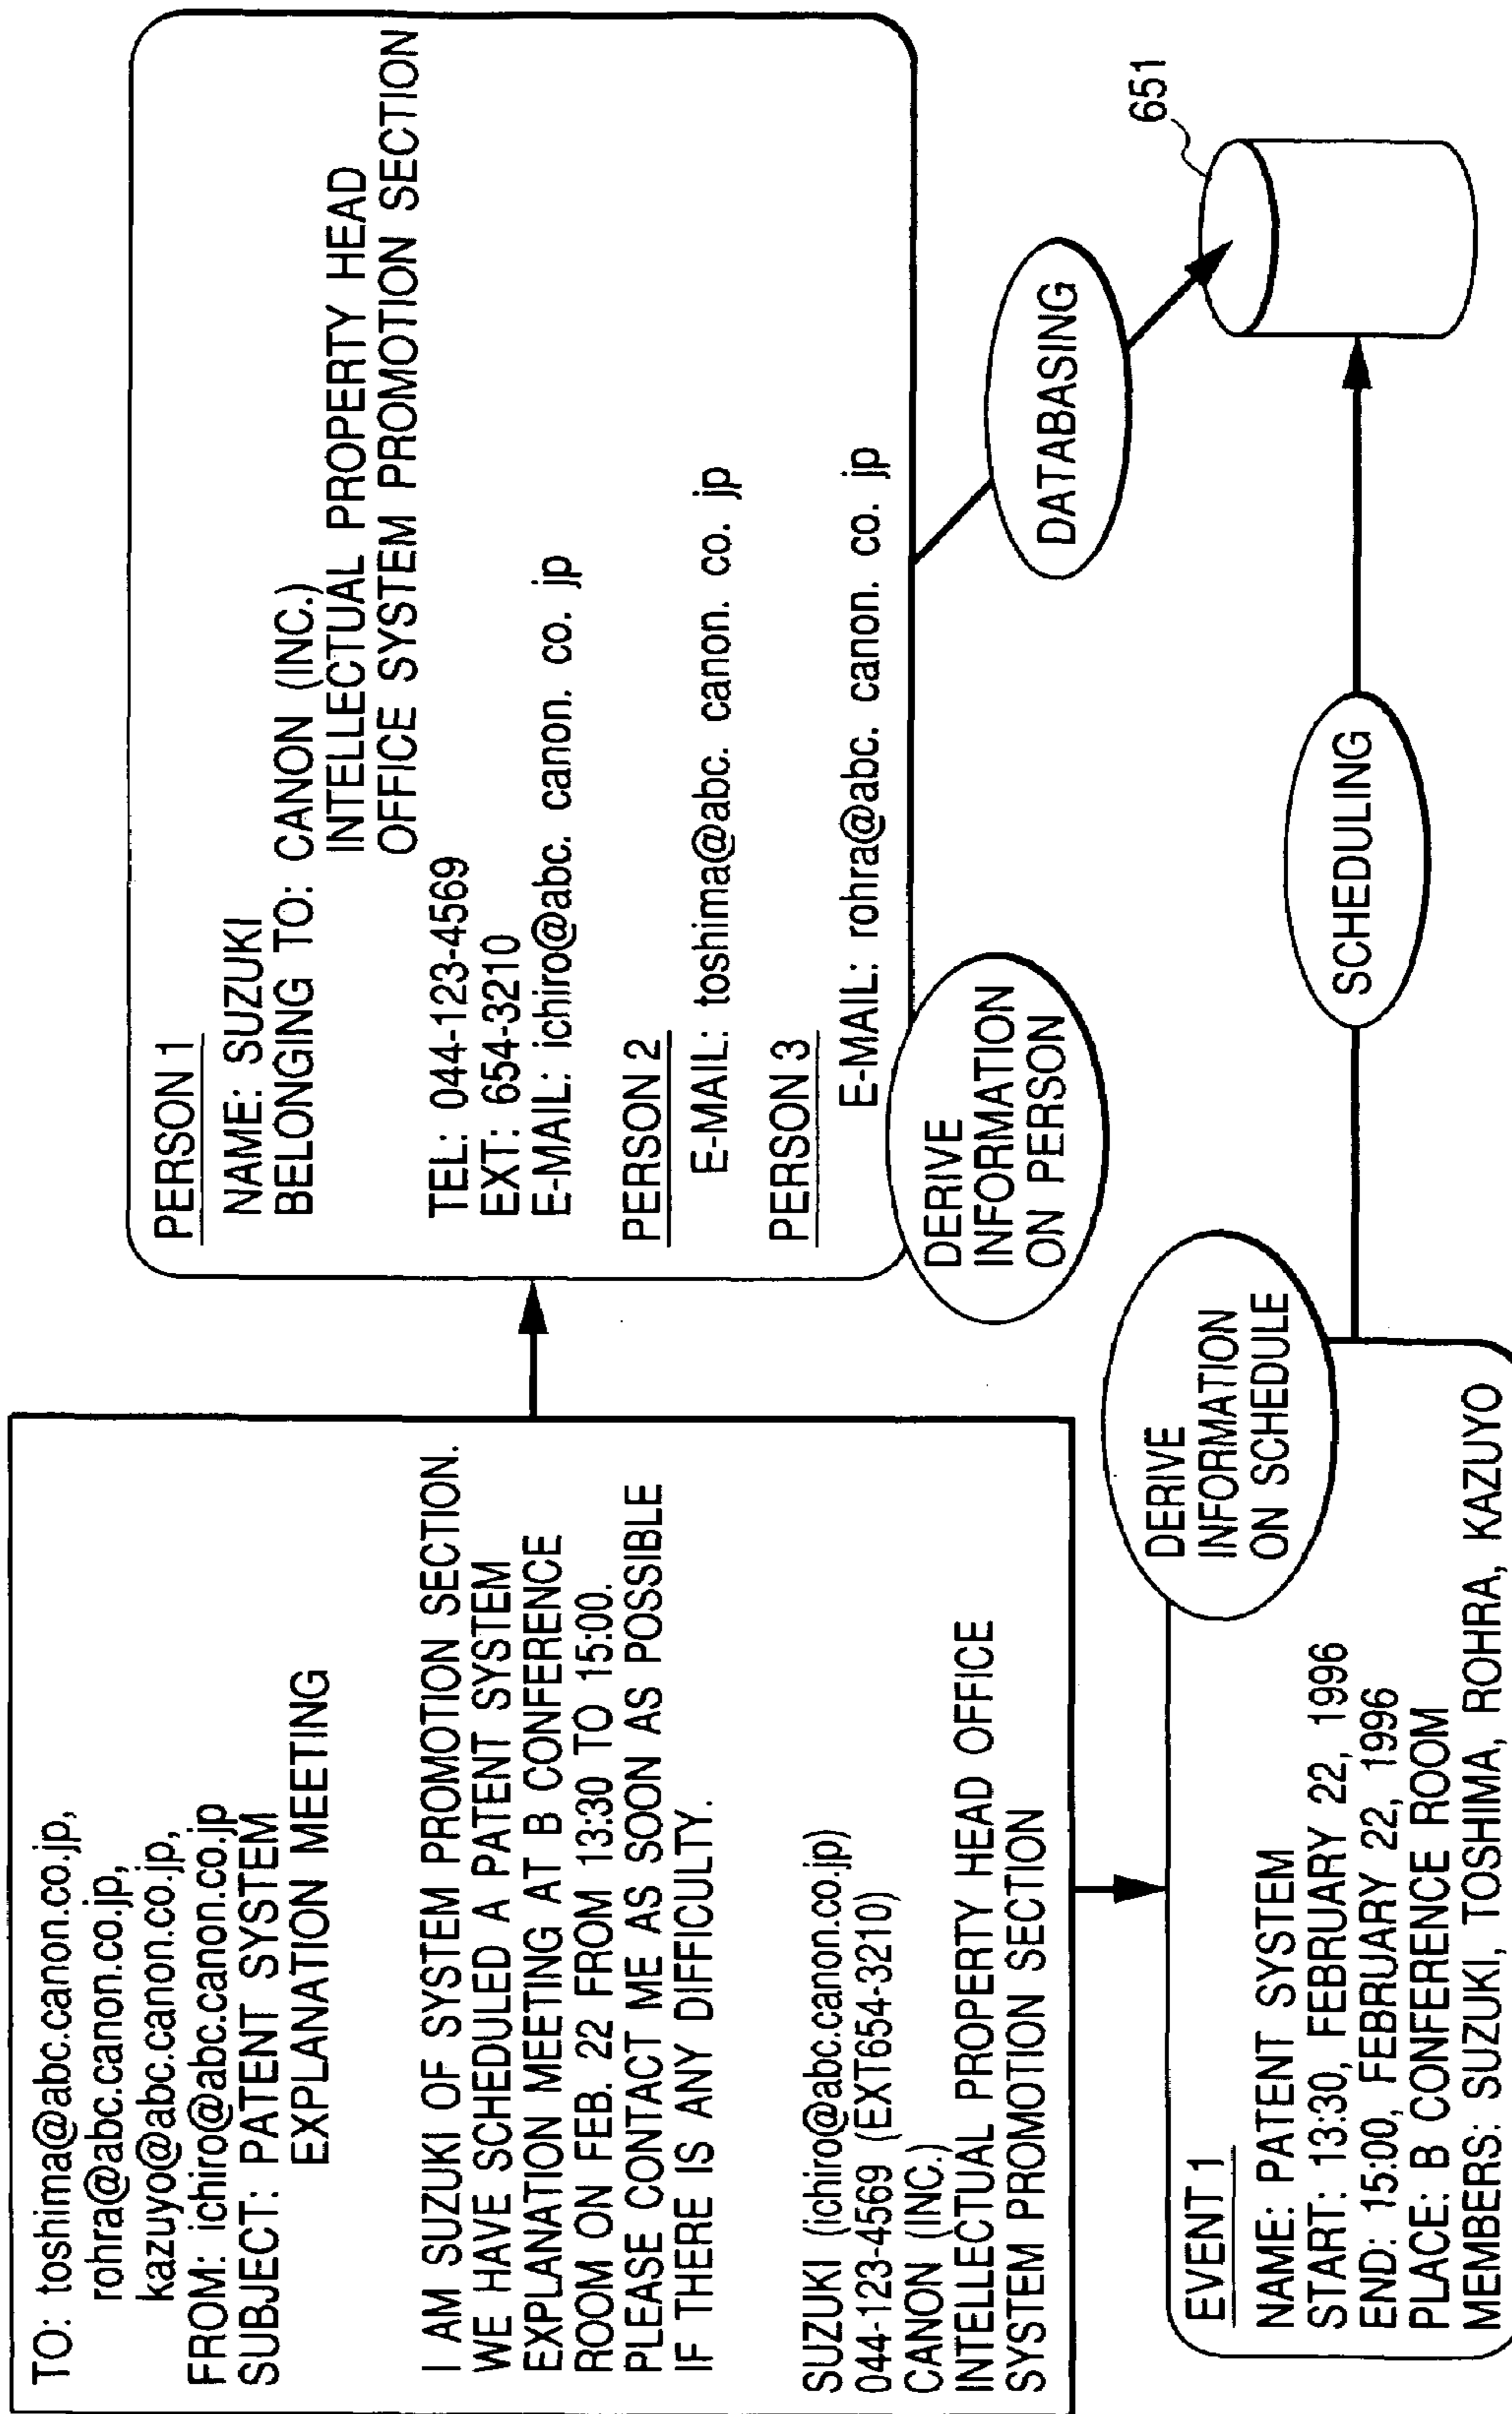 TO: toshima@abc.canon.co.jp,
rohra@abc.canon.co.jp,
kazuyo@abc.canon.co.jp,
FROM: ichiro@abc.canon.co.jp
SUBJECT: PATENT SYSTEM
EXPLANATION MEETING
I AM SUZUKI OF SYSTEM PROMOTION SECTION.
WE HAVE SCHEDULED A PATENT SYSTEM
EXPLANATION MEETING AT B CONFERENCE
ROOM ON FEB. 22 FROM 13:30 TO 15:00.
PLEASE CONTACT ME AS SOON AS POSSIBLE
IF THERE IS ANY DIFFICULTY.
SUZUKI (ichiro@abc.canon.co.jp)
044-123-4569 (EXT654-3210)
CANON (INC.)
INTELLECTUAL PROPERTY HEAD OFFICE
SYSTEM PROMOTION SECTION
PERSON 1
NAME: SUZUKI
BELONGING TO: CANON (INC.)
INTELLECTUAL PROPERTY HEAD
OFFICE SYSTEM PROMOTION SECTION
TEL: 044-123-4569
EXT: 654-3210
E-MAIL: ichiro@abc. canon. co. jp
PERSON 2
E-MAIL: toshima@abc. canon. co. jp
PERSON 3
E-MAIL: rohra@abc. canon. co. jp
DERIVE
INFORMATION
ON PERSON
DATABASING
651
DERIVE
INFORMATION
ON SCHEDULE
SCHEDULING
EVENT 1
NAME: PATENT SYSTEM
START: 13:30, FEBRUARY 22, 1996
END: 15:00, FEBRUARY 22, 1996
PLACE: B CONFERENCE ROOM
MEMBERS: SUZUKI, TOSHIMA, ROHRA, KAZUYO